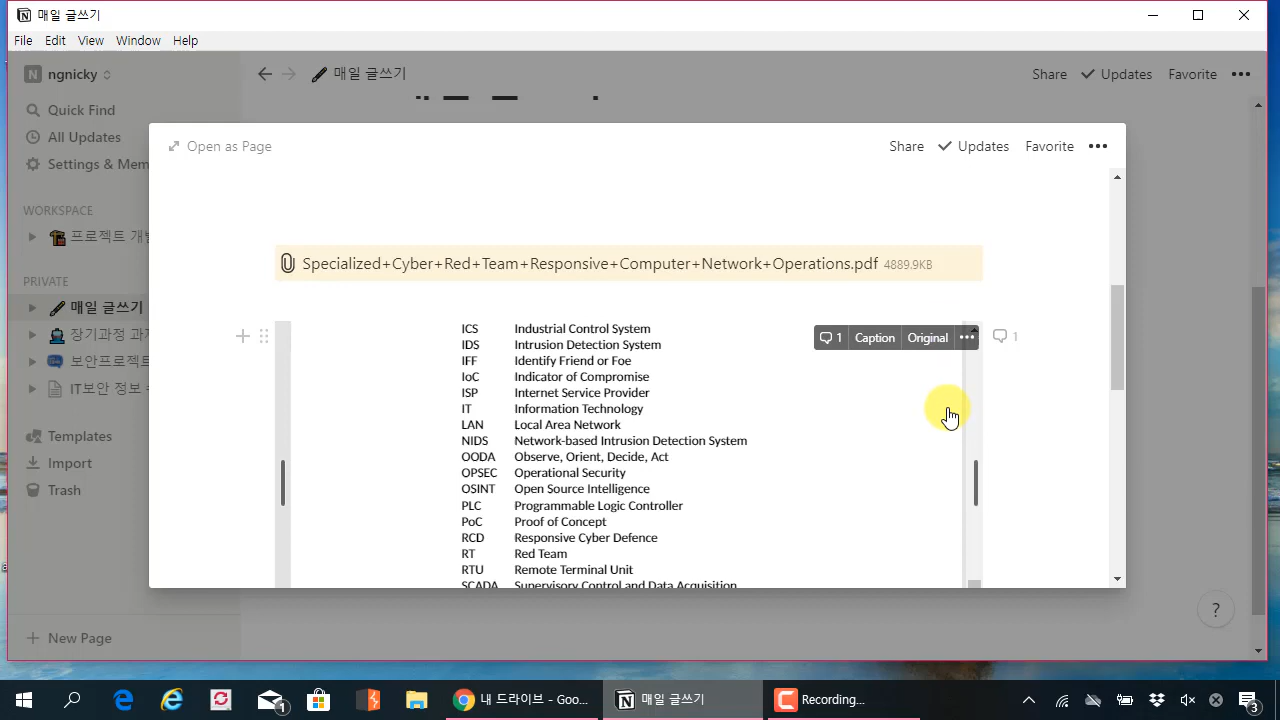 매일 글쓰기
File Edit View Window Help
N ngnicky
매일 글쓰기
Share Updates Favorite
Quick Find
All Updates
Settings & Mem
WORKSPACE
프로젝트 개
PRIVATE
매일 글쓰기
장기과정 과
보안프로젝트
IT보안 정보
Templates
Import
Trash
New Page
Open as Page
Share Updates Favorite
Specialized+Cyber+Red+Team+Responsive+Computer+Network+Operations.pdf 4889.9KB
1 Caption Original
1
ICS Industrial Control System
IDS Intrusion Detection System
IFF Identify Friend or Foe
IoC Indicator of Compromise
ISP Internet Service Provider
IT Information Technology
LAN Local Area Network
NIDS Network-based Intrusion Detection System
OODA Observe, Orient, Decide, Act
OPSEC Operational Security
OSINT Open Source Intelligence
PLC Programmable Logic Controller
PoC Proof of Concept
RCD Responsive Cyber Defence
RT Red Team
RTU Remote Terminal Unit
SCADA Supervisory Control and Data Acquisition
?
1
내 드라이브 - Goo...
매일 글쓰기
Recording...
3